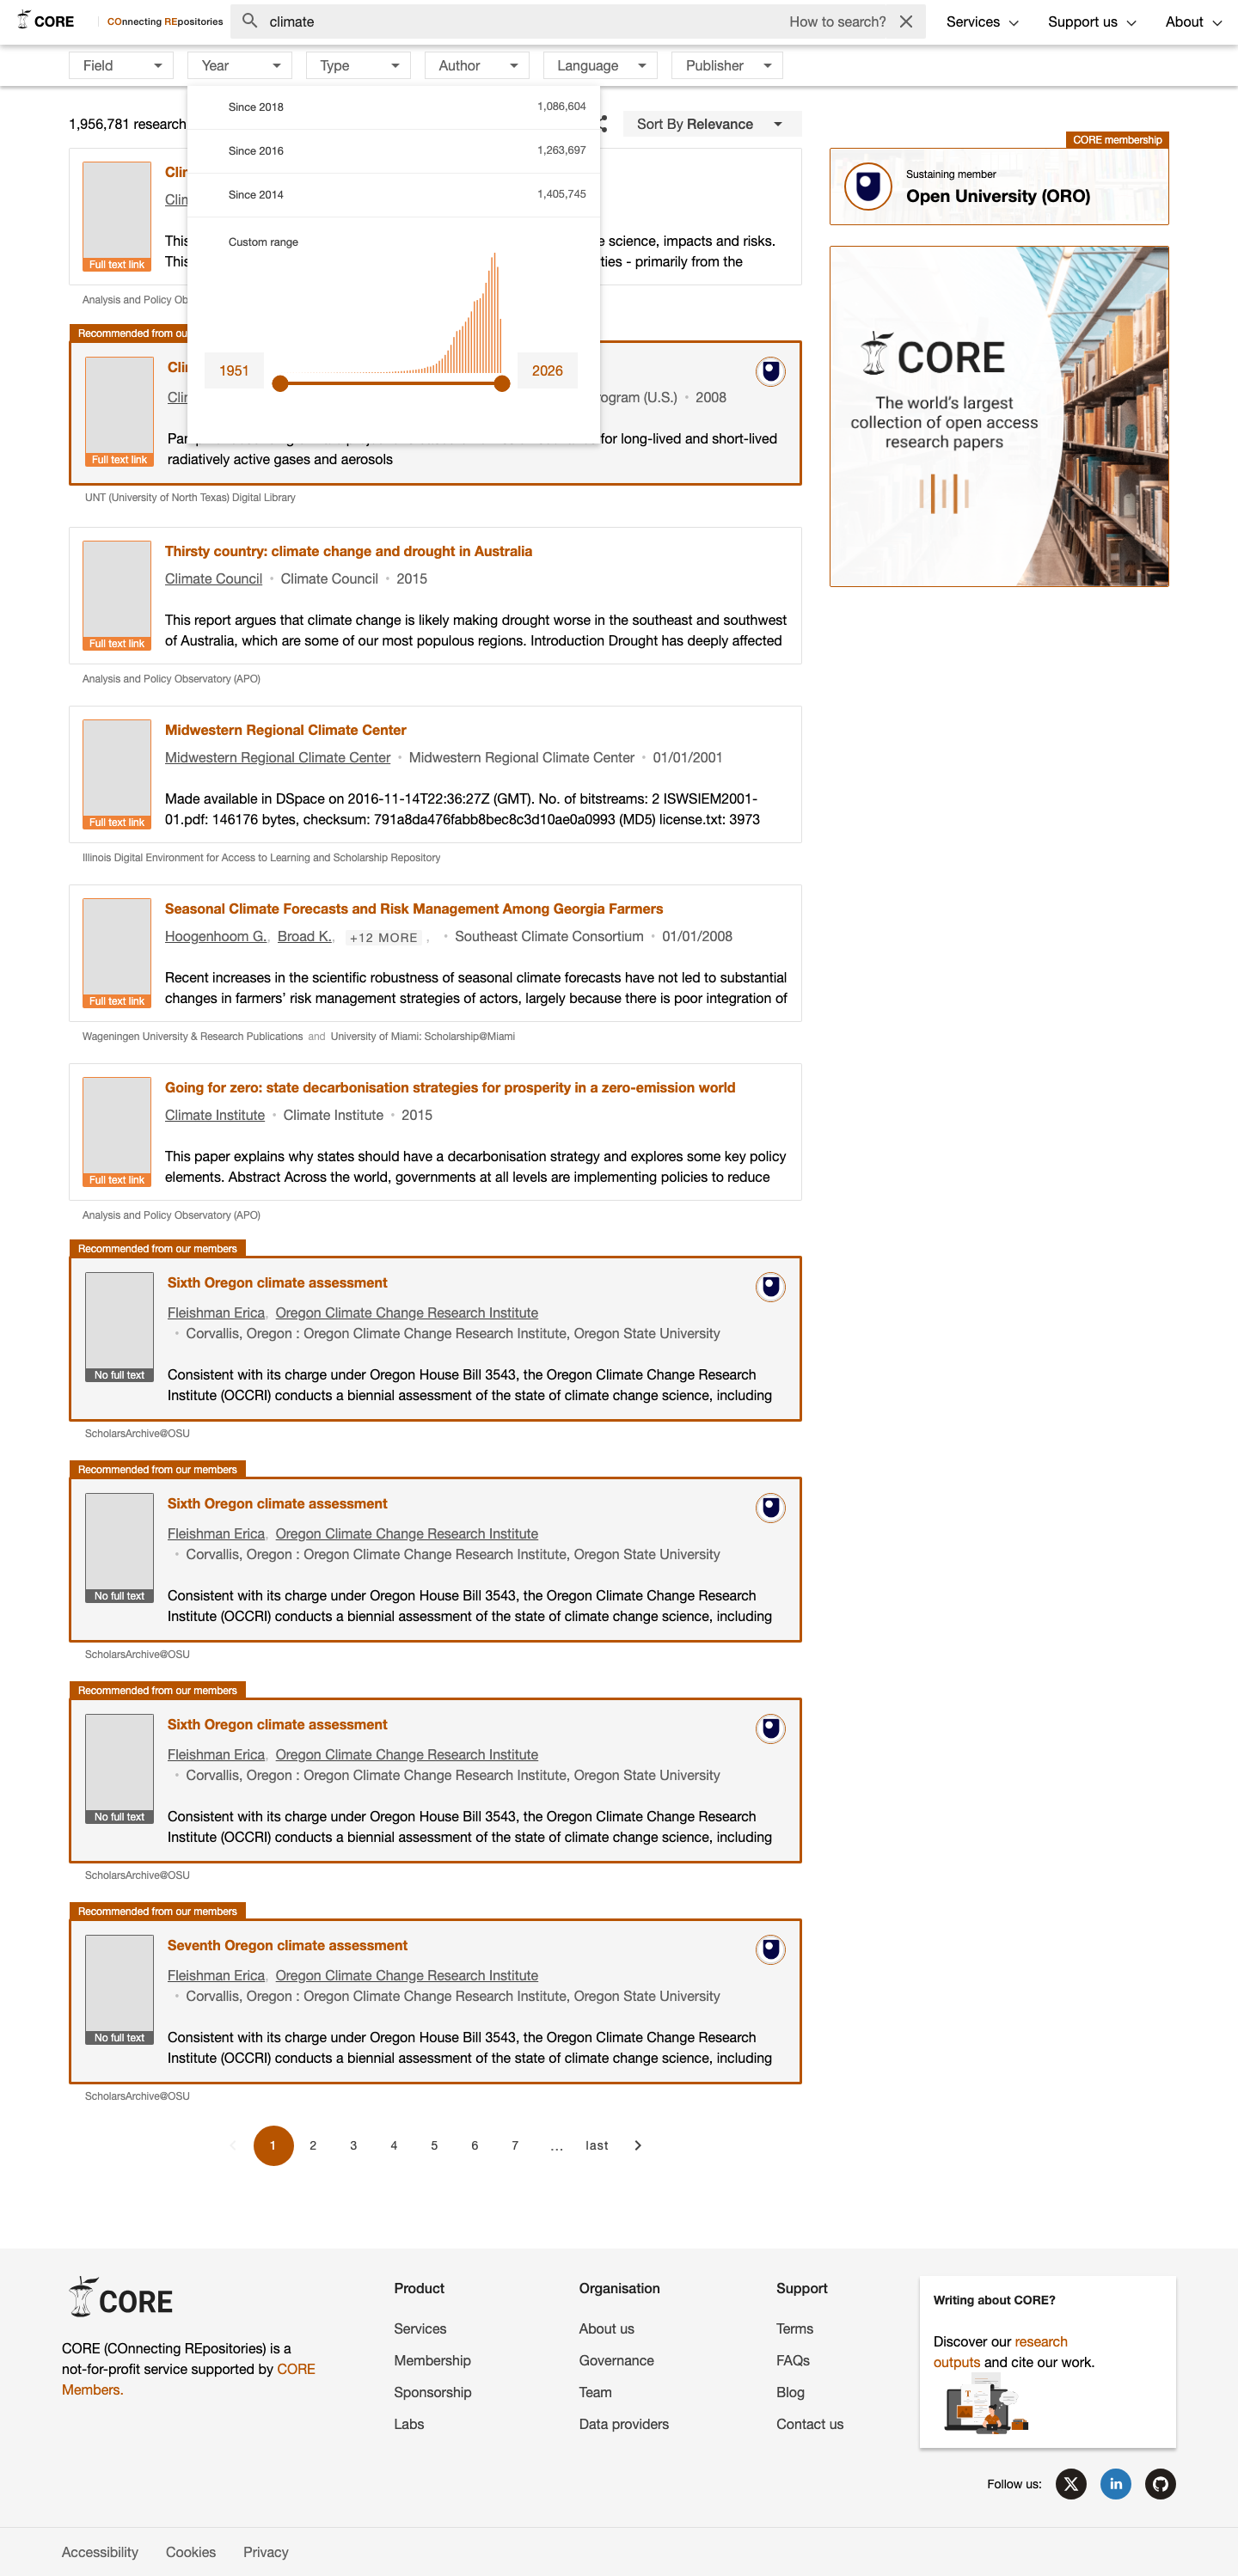 CORE
COnnecting REpositories
climate
How to search?
Services
Support us
About
Field
Year
Type
Author
Language
Publisher
Since 2018 1,086,604
Since 2016 1,263,697
Since 2014 1,405,745
Custom range
1951
2026
1,956,781 research
Sort By Relevance
Full text link
This
e science, impacts and risks.
This
ties - primarily from the
Analysis and Policy Ob
Recommended from ou
Full text link
ogram (U.S.) • 2008
for long-lived and short-lived
radiatively active gases and aerosols
UNT (University of North Texas) Digital Library
Thirsty country: climate change and drought in Australia
Climate Council • Climate Council • 2015
This report argues that climate change is likely making drought worse in the southeast and southwest
of Australia, which are some of our most populous regions. Introduction Drought has deeply affected
Full text link
Analysis and Policy Observatory (APO)
Midwestern Regional Climate Center
Midwestern Regional Climate Center • Midwestern Regional Climate Center • 01/01/2001
Made available in DSpace on 2016-11-14T22:36:27Z (GMT). No. of bitstreams: 2 ISWSIEM2001-
01.pdf: 146176 bytes, checksum: 791a8da476fabb8bec8c3d10ae0a0993 (MD5) license.txt: 3973
Full text link
Illinois Digital Environment for Access to Learning and Scholarship Repository
Seasonal Climate Forecasts and Risk Management Among Georgia Farmers
Hoogenhoom G., Broad K., +12 MORE , • Southeast Climate Consortium • 01/01/2008
Recent increases in the scientific robustness of seasonal climate forecasts have not led to substantial
changes in farmers’ risk management strategies of actors, largely because there is poor integration of
Full text link
Wageningen University & Research Publications and University of Miami: Scholarship@Miami
Going for zero: state decarbonisation strategies for prosperity in a zero-emission world
Climate Institute • Climate Institute • 2015
This paper explains why states should have a decarbonisation strategy and explores some key policy
elements. Abstract Across the world, governments at all levels are implementing policies to reduce
Full text link
Analysis and Policy Observatory (APO)
Recommended from our members
Sixth Oregon climate assessment
Fleishman Erica, Oregon Climate Change Research Institute
• Corvallis, Oregon : Oregon Climate Change Research Institute, Oregon State University
Consistent with its charge under Oregon House Bill 3543, the Oregon Climate Change Research
Institute (OCCRI) conducts a biennial assessment of the state of climate change science, including
No full text
ScholarsArchive@OSU
Recommended from our members
Sixth Oregon climate assessment
Fleishman Erica, Oregon Climate Change Research Institute
• Corvallis, Oregon : Oregon Climate Change Research Institute, Oregon State University
Consistent with its charge under Oregon House Bill 3543, the Oregon Climate Change Research
Institute (OCCRI) conducts a biennial assessment of the state of climate change science, including
No full text
ScholarsArchive@OSU
Recommended from our members
Sixth Oregon climate assessment
Fleishman Erica, Oregon Climate Change Research Institute
• Corvallis, Oregon : Oregon Climate Change Research Institute, Oregon State University
Consistent with its charge under Oregon House Bill 3543, the Oregon Climate Change Research
Institute (OCCRI) conducts a biennial assessment of the state of climate change science, including
No full text
ScholarsArchive@OSU
Recommended from our members
Seventh Oregon climate assessment
Fleishman Erica, Oregon Climate Change Research Institute
• Corvallis, Oregon : Oregon Climate Change Research Institute, Oregon State University
Consistent with its charge under Oregon House Bill 3543, the Oregon Climate Change Research
Institute (OCCRI) conducts a biennial assessment of the state of climate change science, including
No full text
ScholarsArchive@OSU
1 2 3 4 5 6 7 ... last
CORE membership
Sustaining member
Open University (ORO)
CORE
The world's largest
collection of open access
research papers
CORE
CORE (COnnecting REpositories) is a
not-for-profit service supported by CORE
Members.
Product
Services
Membership
Sponsorship
Labs
Organisation
About us
Governance
Team
Data providers
Support
Terms
FAQs
Blog
Contact us
Writing about CORE?
Discover our research
outputs and cite our work.
Follow us:
Accessibility
Cookies
Privacy